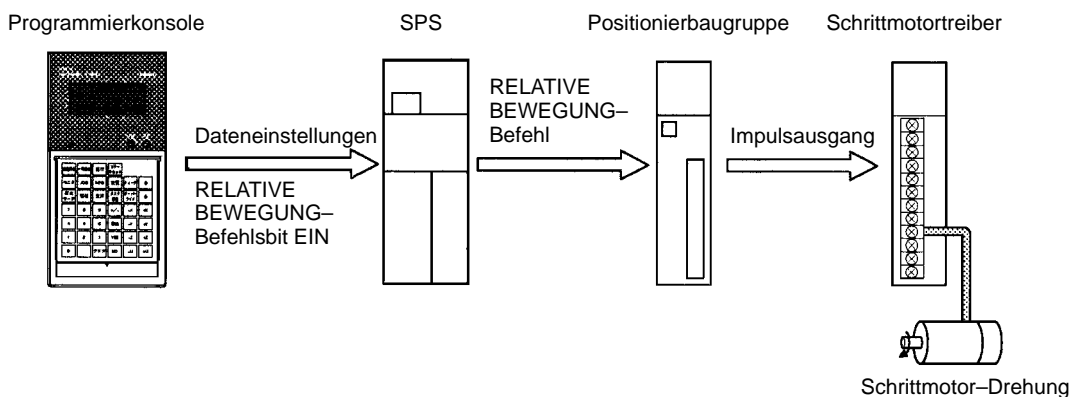 Programmierkonsole
SPS
Positionierbaugruppe
Schrittmotortreiber
Dateneinstellungen
RELATIVE
BEWEGUNG–
Befehlsbit EIN
RELATIVE
BEWEGUNG–
Befehl
Impulsausgang
Schrittmotor–Drehung